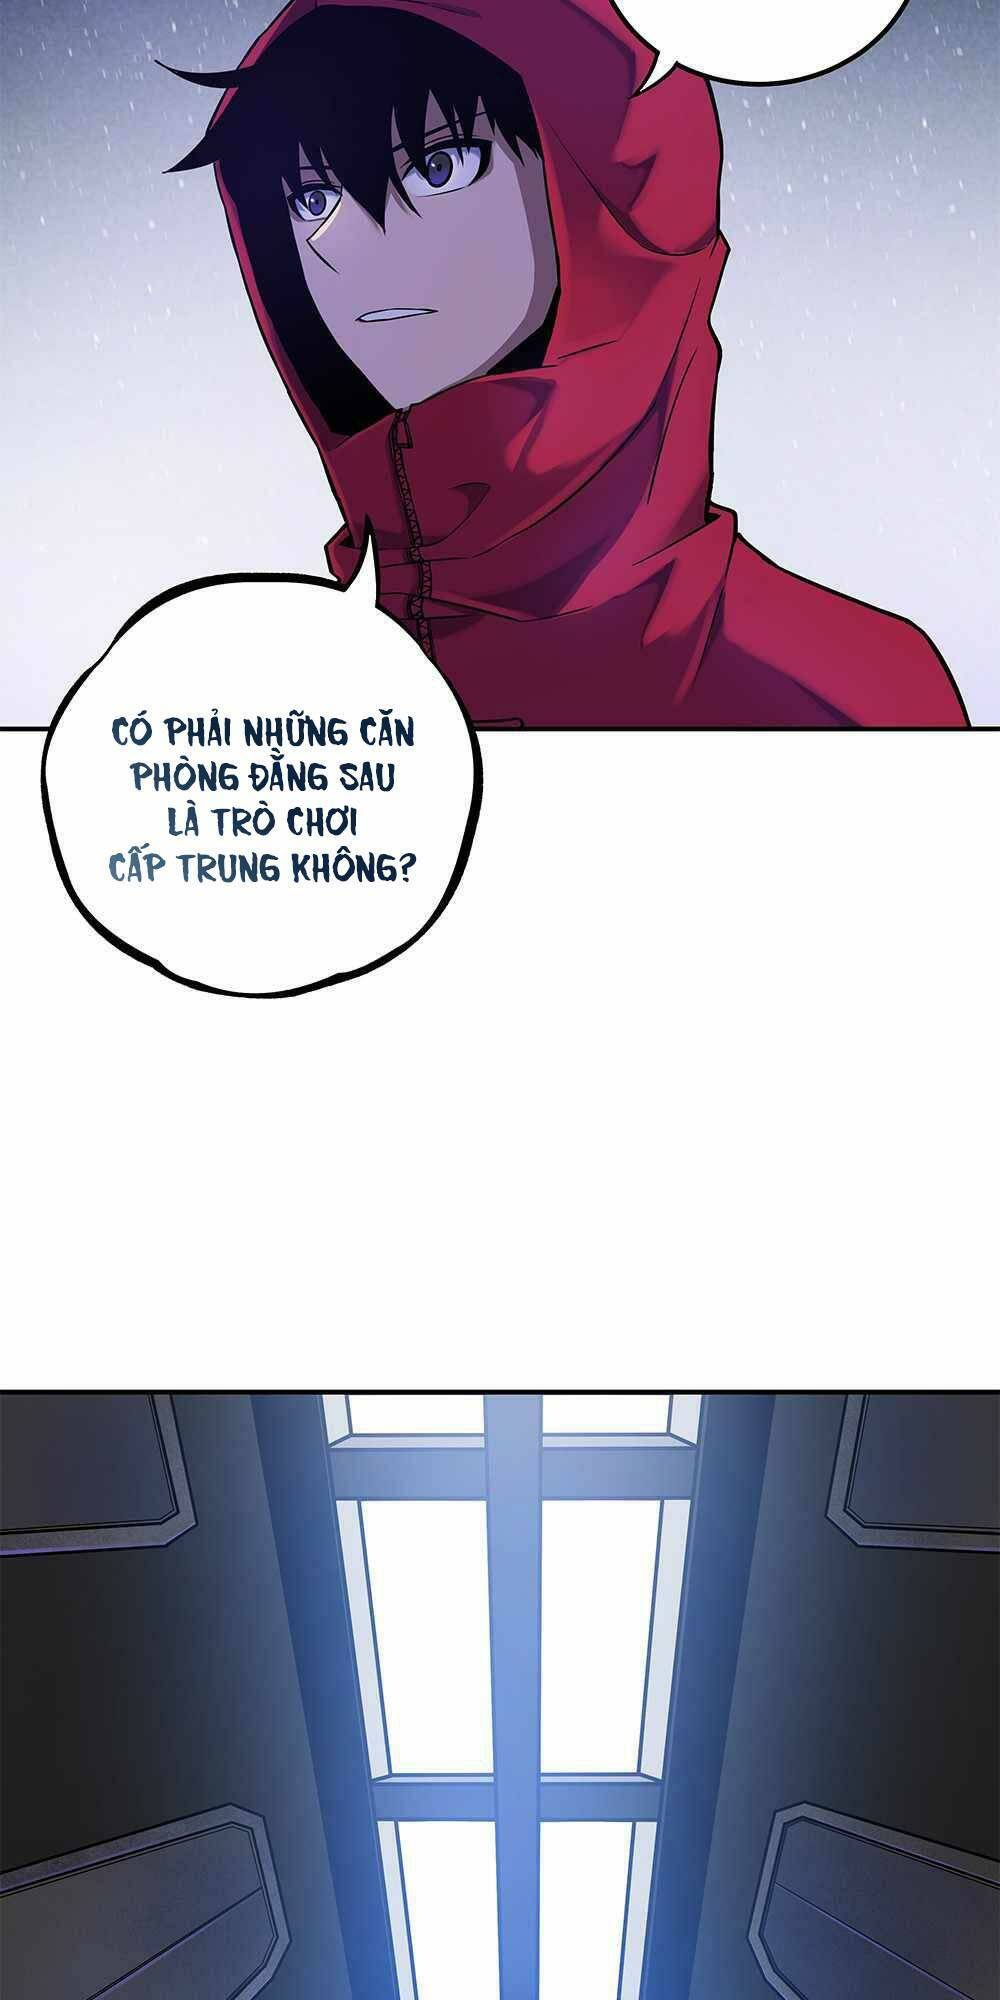 CÓ PHẢI NHỮNG CĂN
PHÒNG ĐẰNG SAU
LÀ TRÒ CHƠI
CẤP TRUNG KHÔNG?